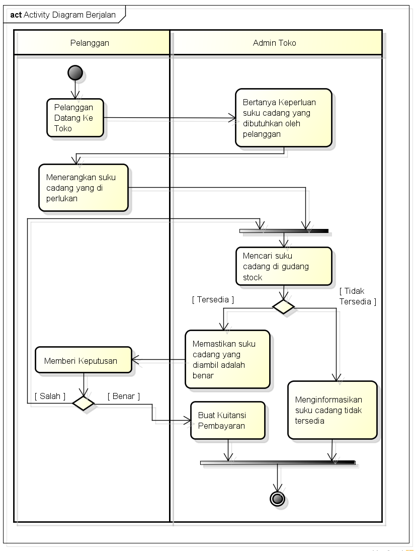 act Activity Diagram Berjalan
Pelanggan
Admin Toko
Pelanggan
Datang Ke
Toko
Bertanya Keperluan
suku cadang yang
dibutuhkan oleh
pelanggan
Menerangkan suku
cadang yang di
perlukan
Mencari suku
cadang di gudang
stock
[ Tersedia ]
[ Tidak
Tersedia ]
Memastikan suku
cadang yang
diambil adalah
benar
Memberi Keputusan
[ Salah ]
[ Benar ]
Buat Kuitansi
Pembayaran
Menginformasikan
suku cadang tidak
tersedia